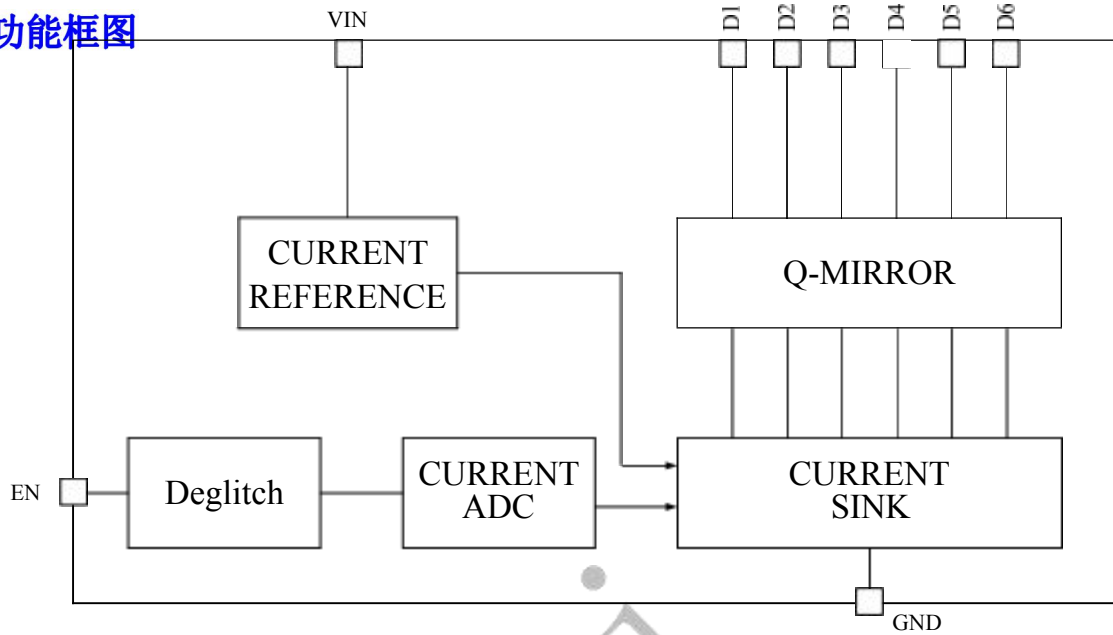 功能框图
VIN
D1
D2
D3
D4
D5
D6
CURRENT
REFERENCE
Q-MIRROR
EN
Deglitch
CURRENT
ADC
CURRENT
SINK
GND